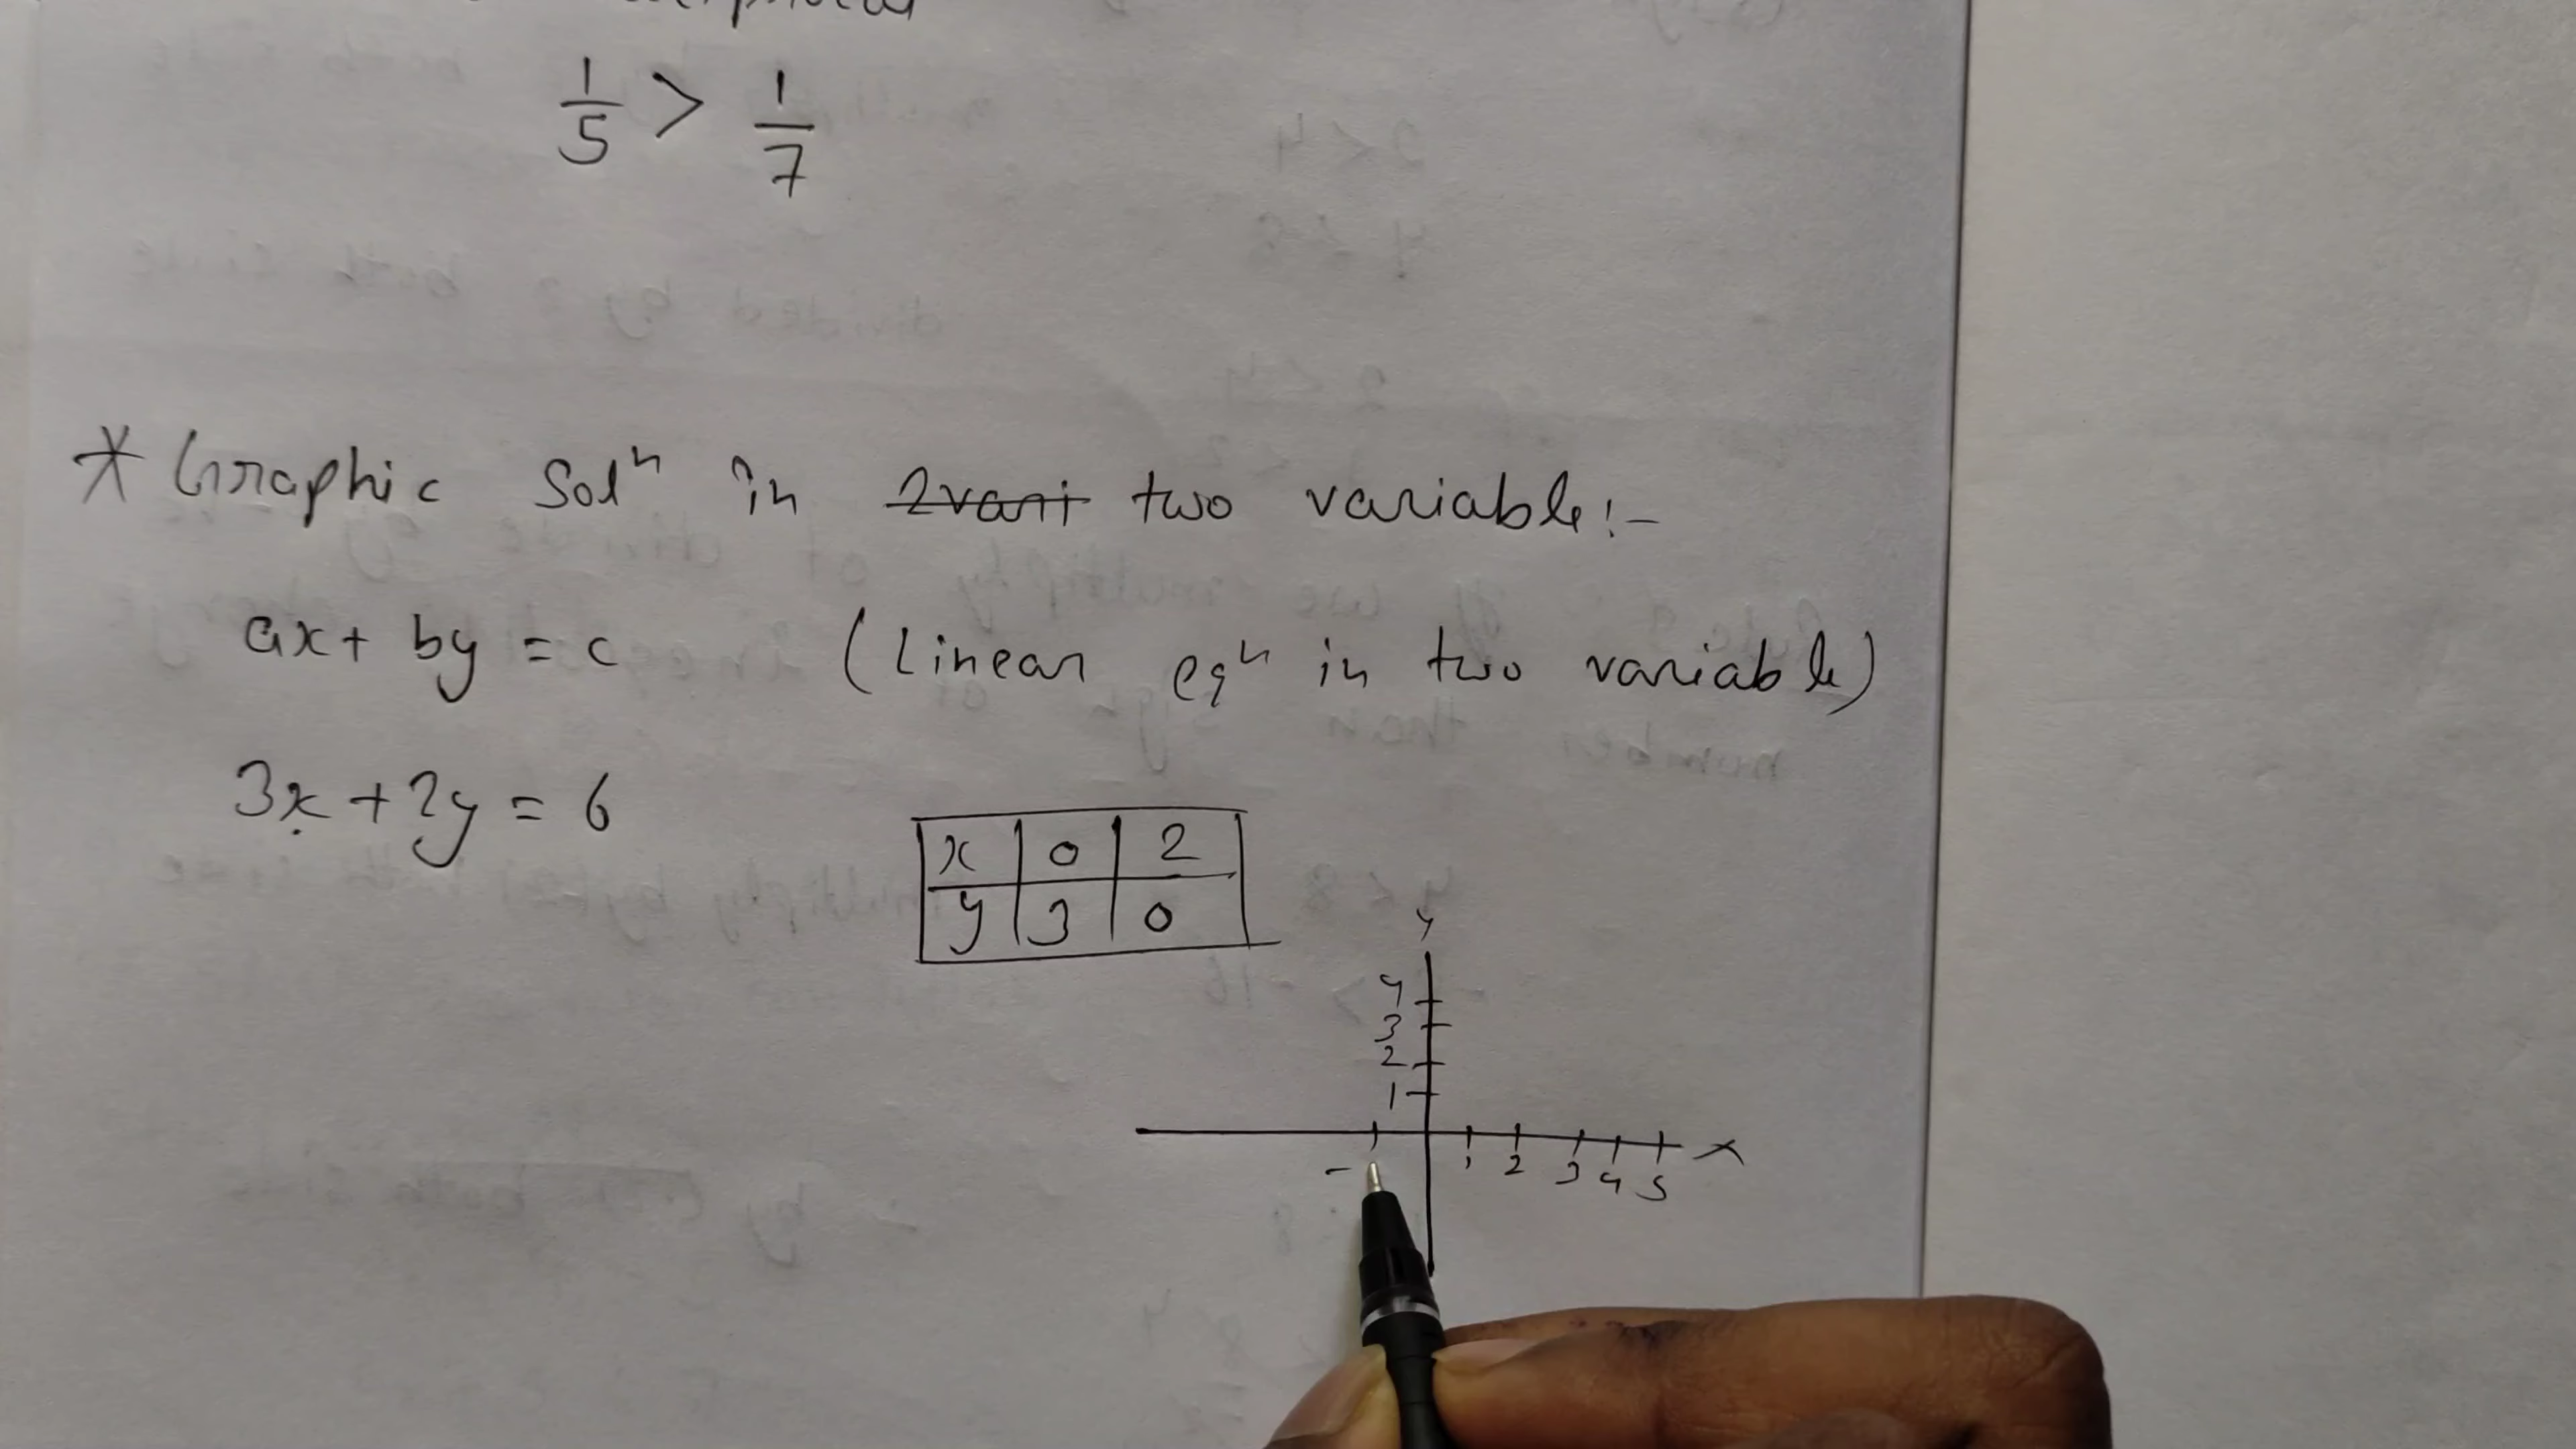 1/5 > 1/7
* Graphic Solⁿ in 2vari two variable:-
ax + by = c (Linear eqⁿ in two variable)
3x + 2y = 6
x 0 2
y 3 0
y
4
3
2
1
- 1 2 3 4 5 x